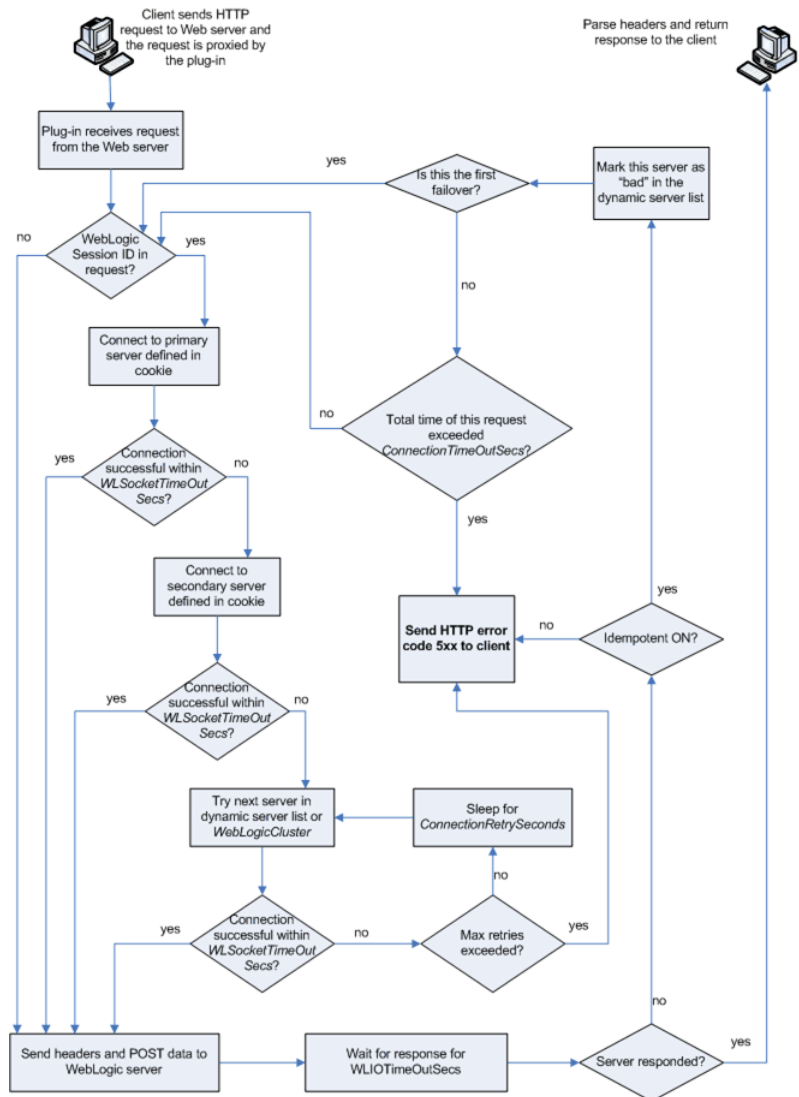 Client sends HTTP
request to Web server and
the request is proxied by
the plug-in
Parse headers and return
response to the client
Plug-in receives request
from the Web server
yes
Is this the first
failover?
Mark this server as
“bad” in the
dynamic server list
no
WebLogic
Session ID in
request?
yes
no
Connect to primary
server defined in
cookie
no
Total time of this request
exceeded
ConnectionTimeOutSecs?
yes
Connection
successful within
WLSocketTimeOut
Secs?
no
yes
Connect to
secondary server
defined in cookie
yes
Send HTTP error
code 5xx to client
no
Idempotent ON?
yes
Connection
successful within
WLSocketTimeOut
Secs?
no
Try next server in
dynamic server list or
WebLogicCluster
Sleep for
ConnectionRetrySeconds
no
yes
Connection
successful within
WLSocketTimeOut
Secs?
no
Max retries
exceeded?
yes
no
Send headers and POST data to
WebLogic server
Wait for response for
WLIOTimeOutSecs
Server responded?
yes